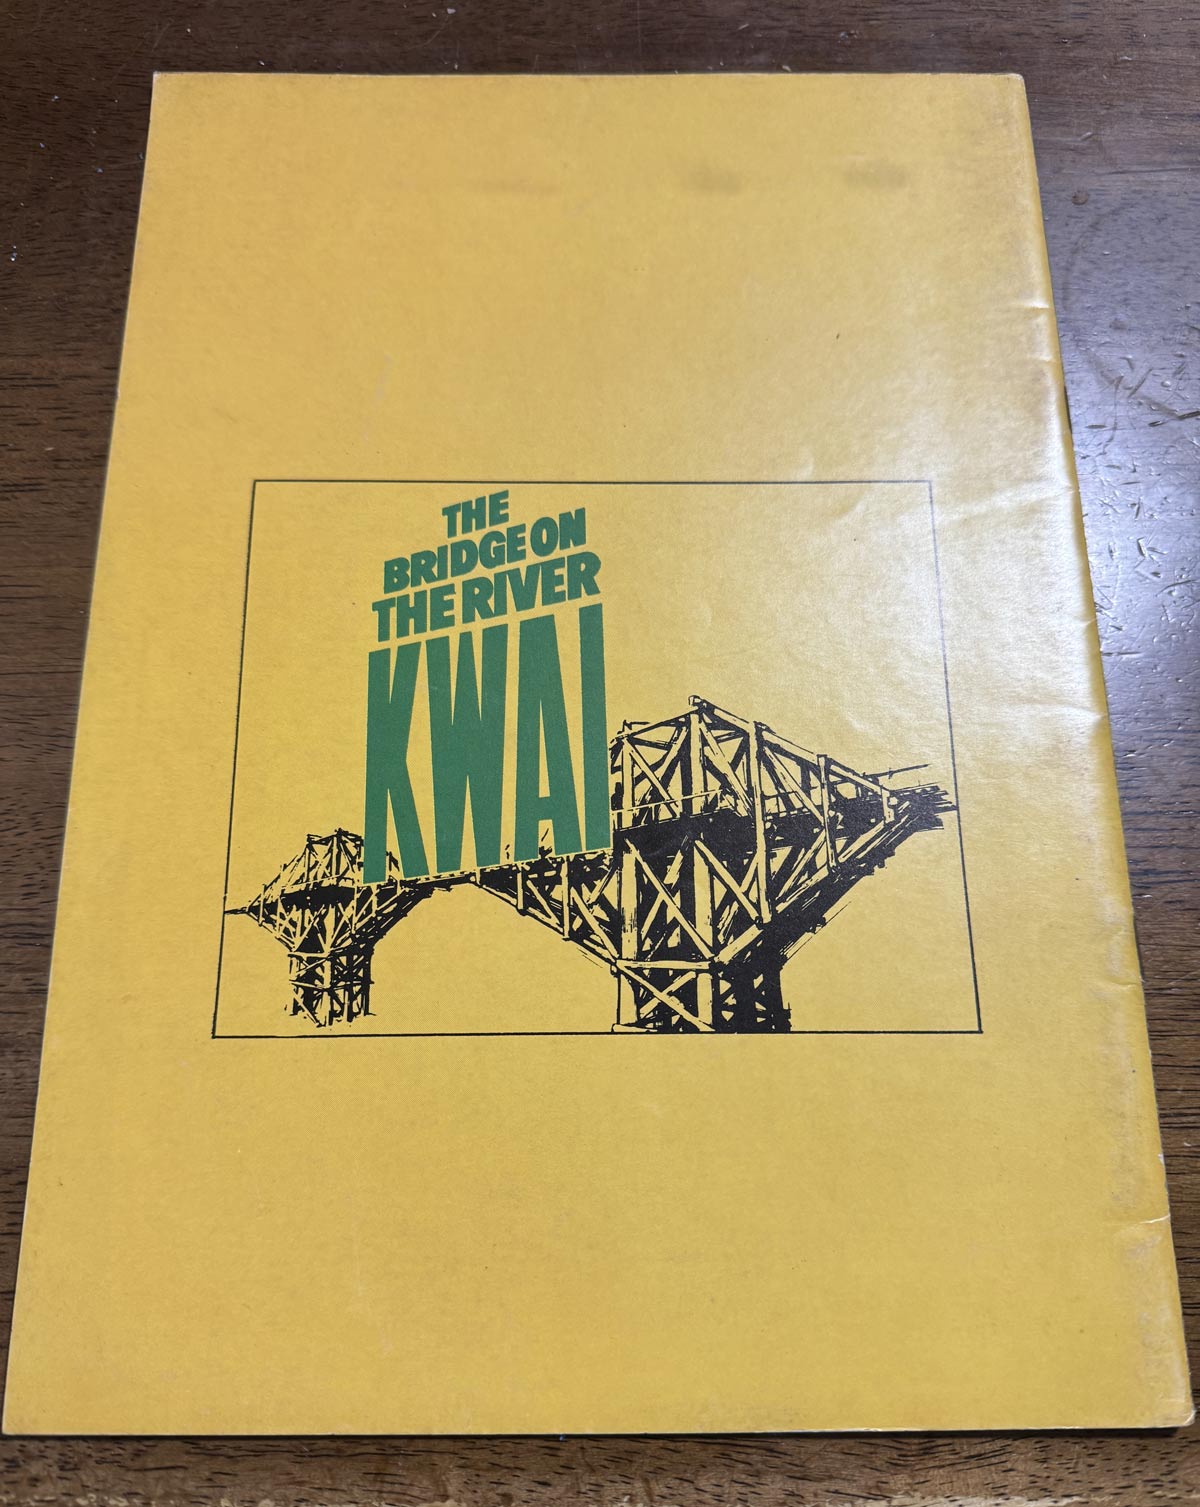 THE
BRIDGE ON
THE RIVER
KWAI